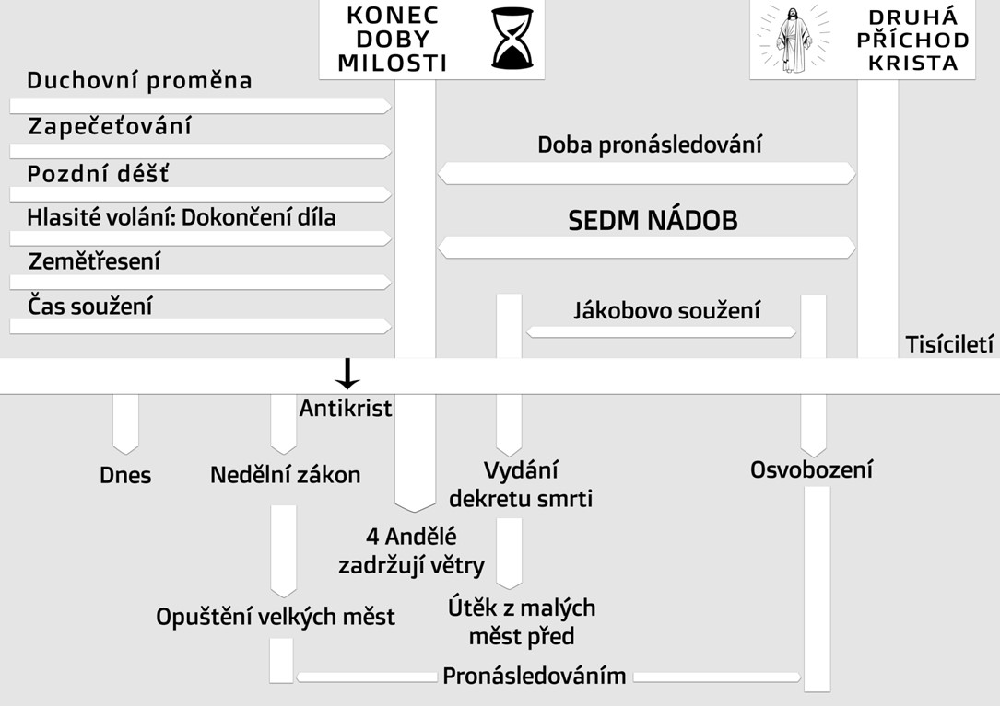 KONEC
DOBY
MILOSTI
DRUHÁ
PŘÍCHOD
KRISTA
Duchovní proměna
Zapečeťování
Pozdní déšť
Hlasité volání: Dokončení díla
Zemětřesení
Čas soužení
Doba pronásledování
SEDM NÁDOB
Jákobovo soužení
Tisíciletí
Antikrist
Dnes
Nedělní zákon
Vydání
dekretu smrti
Osvobození
4 Andělé
zadržují větry
Opuštění velkých měst
Útěk z malých
měst před
Pronásledováním